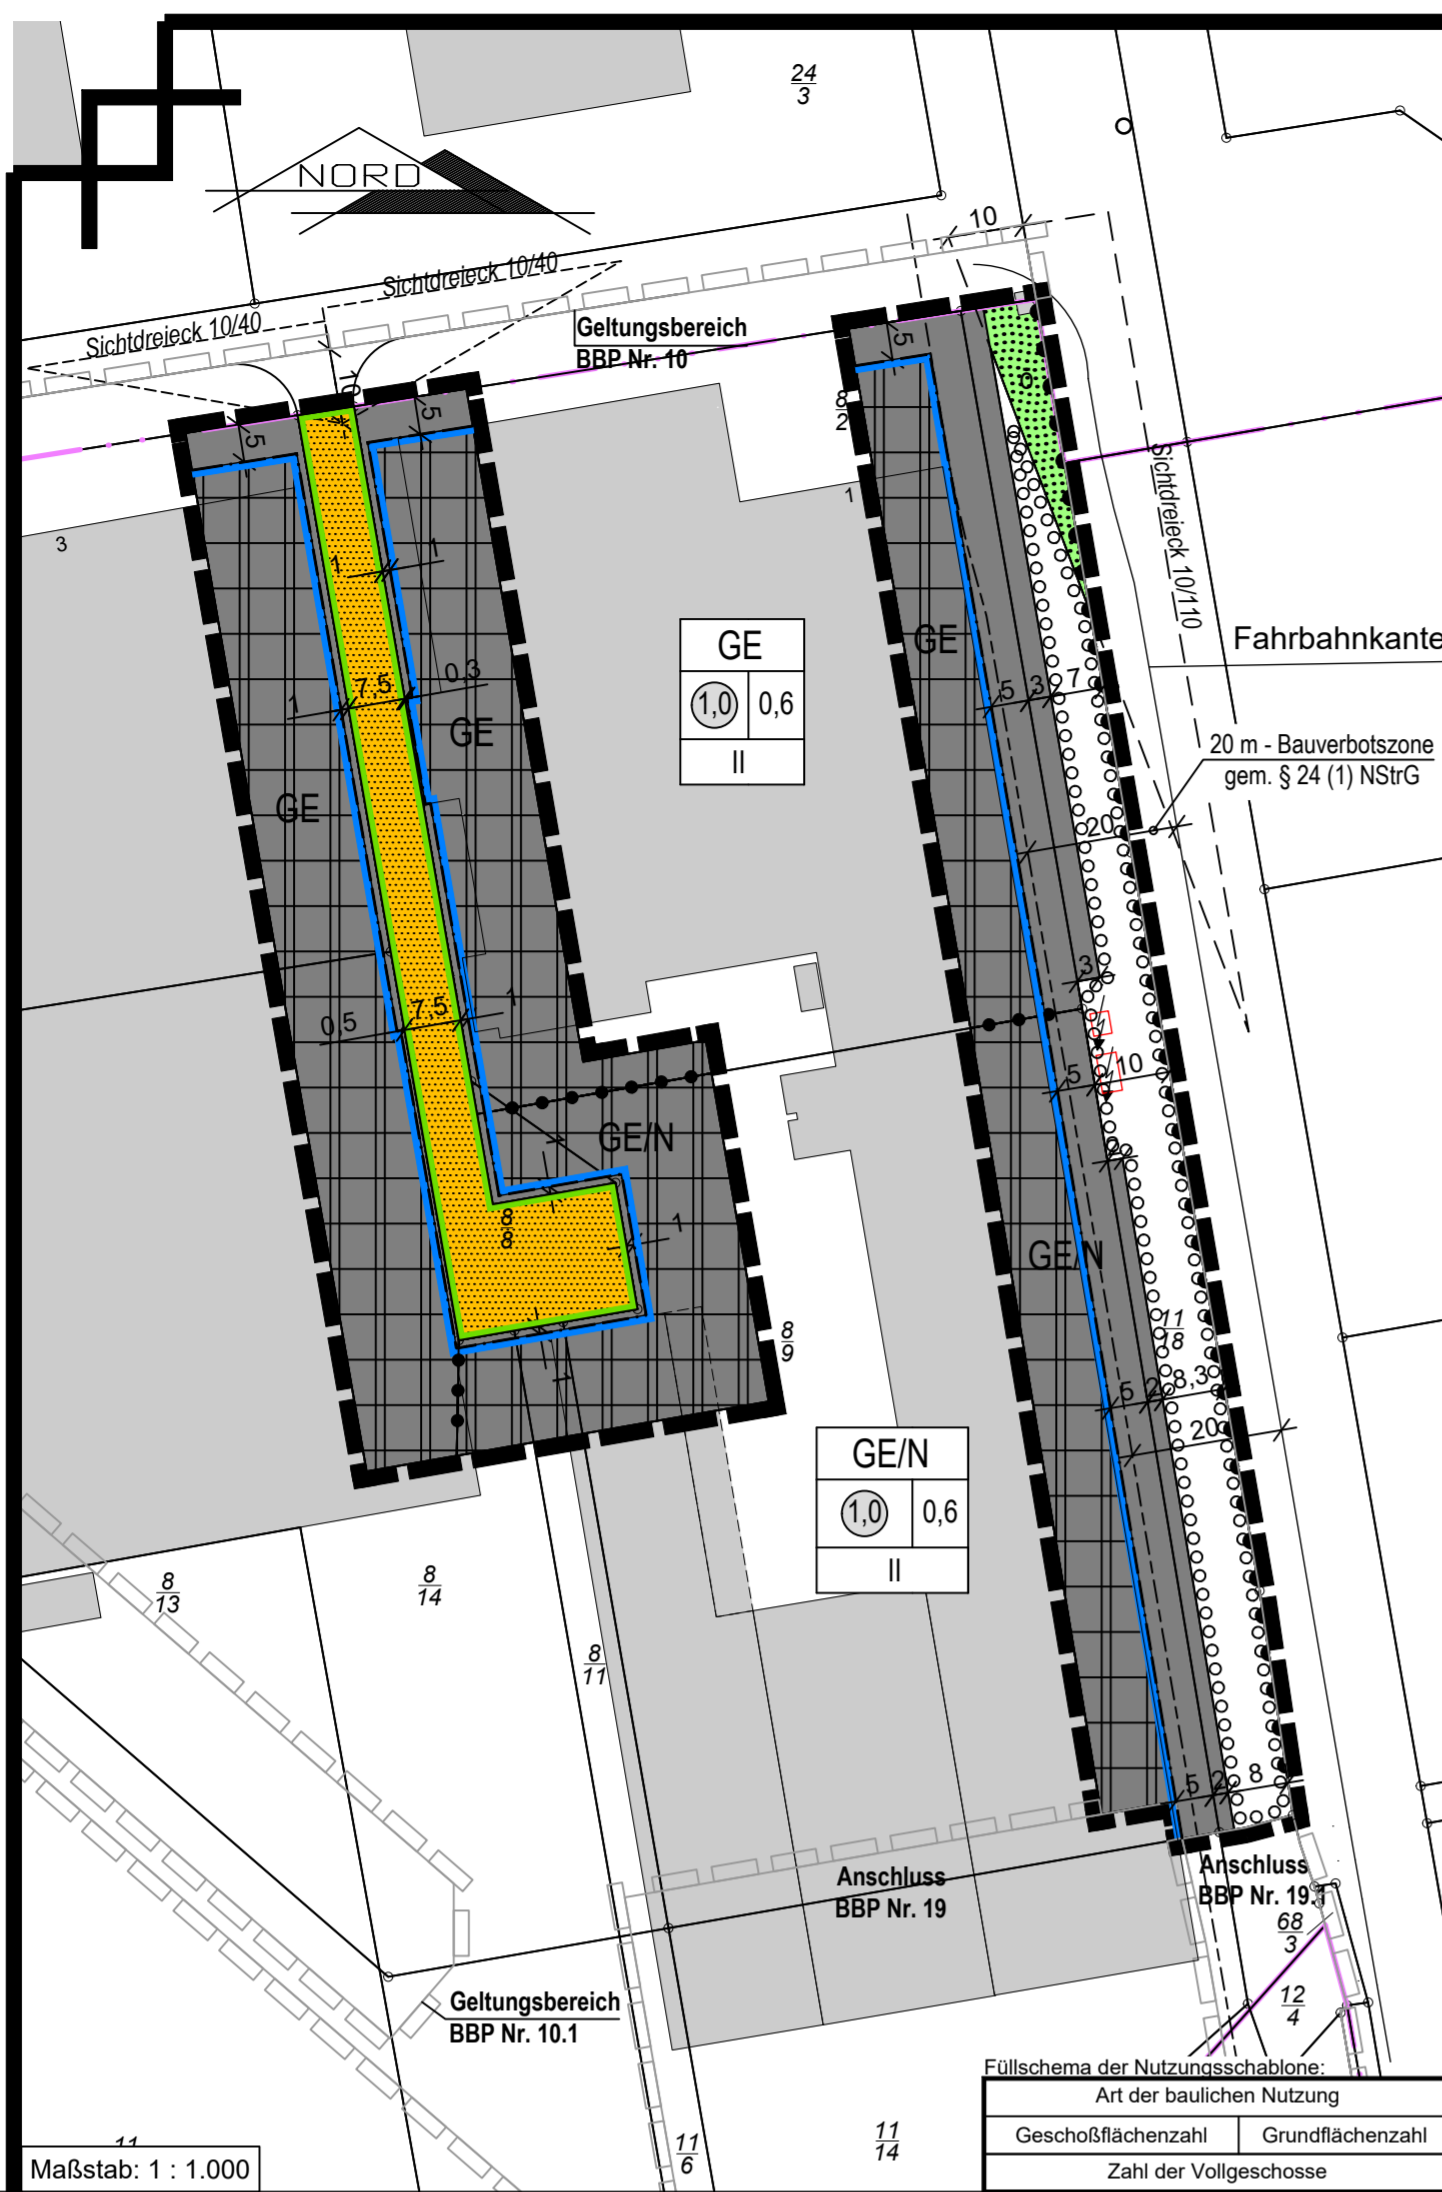 24
3
NORD
10
Sichtdreieck 10/40
Sichtdreieck 10/40
Geltungsbereich
BBP Nr. 10
10
5
5
5
8
2
Sichtdreieck 10/110
3
1
1
1
GE
1,0 0,6
II
GE
Fahrbahnkante
0,3
7,5
1
5
3
7
GE
GE
20 m - Bauverbotszone
gem. § 24 (1) NStrG
20
3
7,5
1
0,5
5
10
GE/N
1
2
8
8
1
GE/N
11
18
8
9
1
5
2
8,3
20
GE/N
1,0 0,6
II
8
13
8
14
8
11
5
2
8
Anschluss
BBP Nr. 19
Anschluss
BBP Nr. 19.1
68
3
12
4
Geltungsbereich
BBP Nr. 10.1
Füllschema der Nutzungsschablone:
Art der baulichen Nutzung
Geschoßflächenzahl Grundflächenzahl
Zahl der Vollgeschosse
11
6
11
14
11
Maßstab: 1 : 1.000